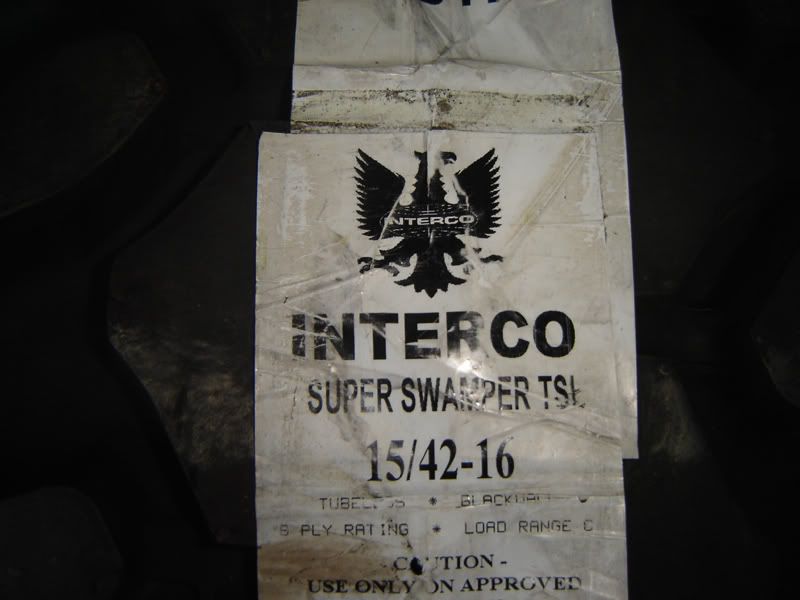 INTERCO
INTERCO
SUPER SWAMPER TSL
15/42-16
TUBELESS * BLACKWALL
6 PLY RATING * LOAD RANGE C
- CAUTION -
USE ONLY ON APPROVED